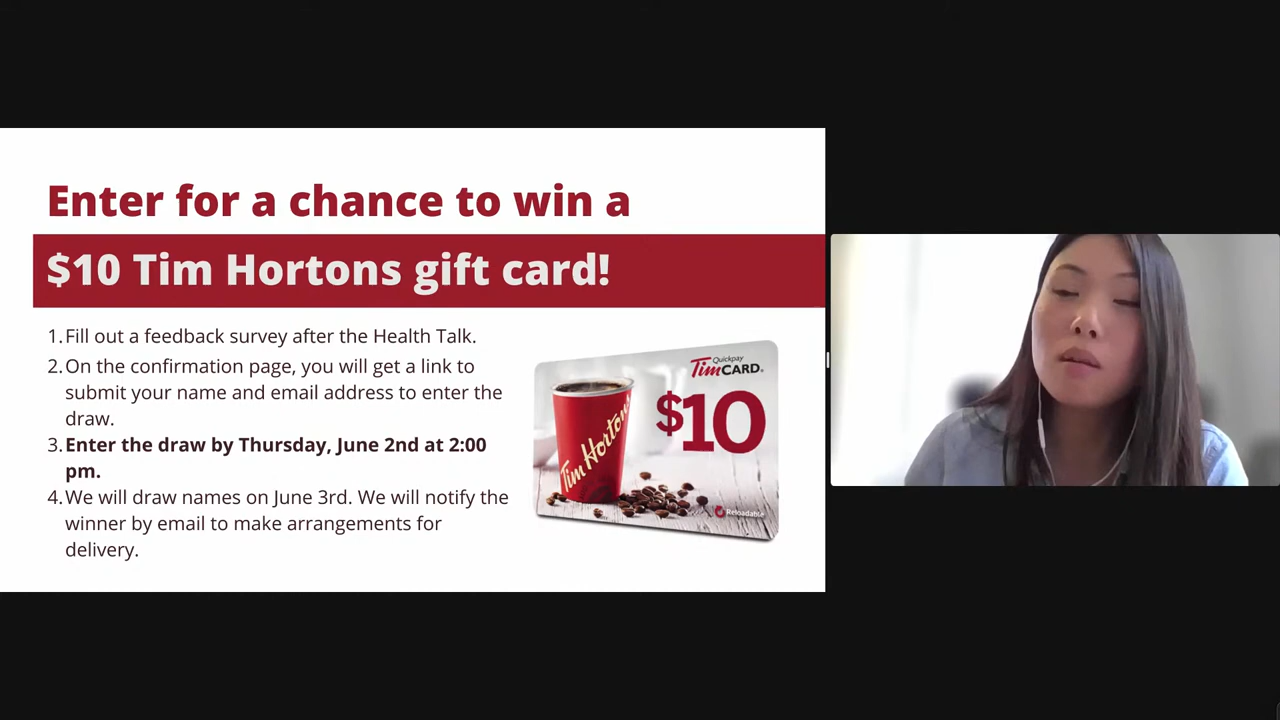 Enter for a chance to win a
$10 Tim Hortons gift card!
1. Fill out a feedback survey after the Health Talk.
2. On the confirmation page, you will get a link to
submit your name and email address to enter the
draw.
3. Enter the draw by Thursday, June 2nd at 2:00
pm.
4. We will draw names on June 3rd. We will notify the
winner by email to make arrangements for
delivery.
Quickpay
TimCARD®
$10
Tim Hortons
Reloadable